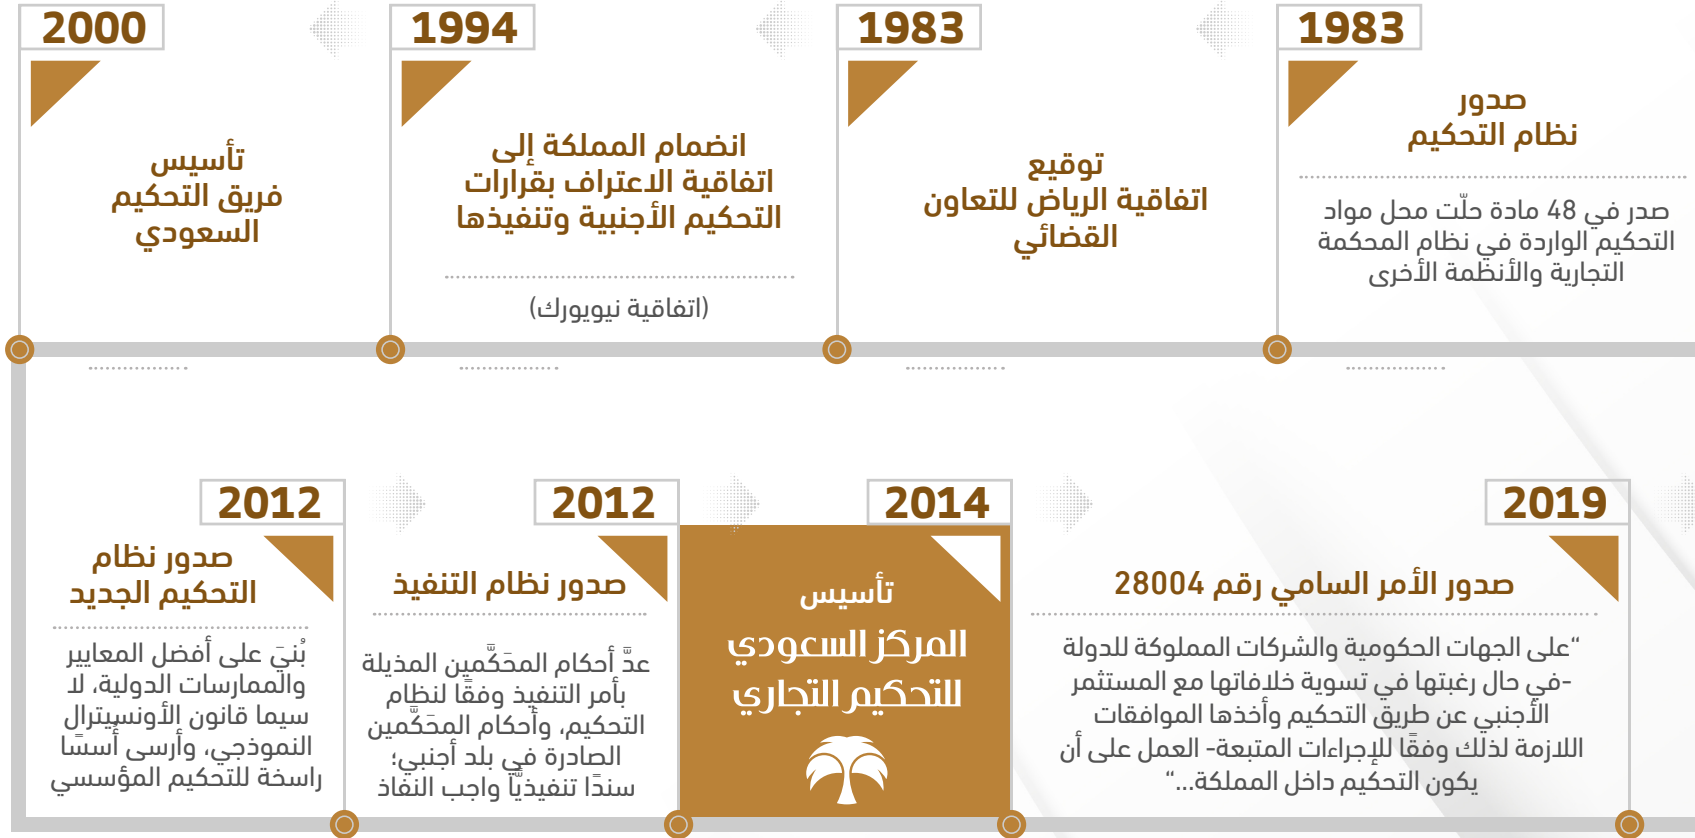 1983
صدور
نظام التحكيم
صدر في 48 مادة حلّت محل مواد
التحكيم الواردة في نظام المحكمة
التجارية والأنظمة الأخرى
1983
توقيع
اتفاقية الرياض للتعاون
القضائي
1994
انضمام المملكة إلى
اتفاقية الاعتراف بقرارات
التحكيم الأجنبية وتنفيذها
(اتفاقية نيويورك)
2000
تأسيس
فريق التحكيم
السعودي
2012
صدور نظام
التحكيم الجديد
بُنيَ على أفضل المعايير
والممارسات الدولية، لا
سيما قانون الأونسيترال
النموذجي، وأرسى أُسسًا
راسخة للتحكيم المؤسسي
2012
صدور نظام التنفيذ
عدَّ أحكام المحَكَّمين المذيلة
بأمر التنفيذ وفقًا لنظام
التحكيم، وأحكام المحَكَّمين
الصادرة في بلد أجنبي؛
سندًا تنفيذيًّا واجب النفاذ
2014
تأسيس
المركز السعودي
للتحكيم التجاري
2019
صدور الأمر السامي رقم 28004
“على الجهات الحكومية والشركات المملوكة للدولة
-في حال رغبتها في تسوية خلافاتها مع المستثمر
الأجنبي عن طريق التحكيم وأخذها الموافقات
اللازمة لذلك وفقًا للإجراءات المتبعة- العمل على أن
يكون التحكيم داخل المملكة...“